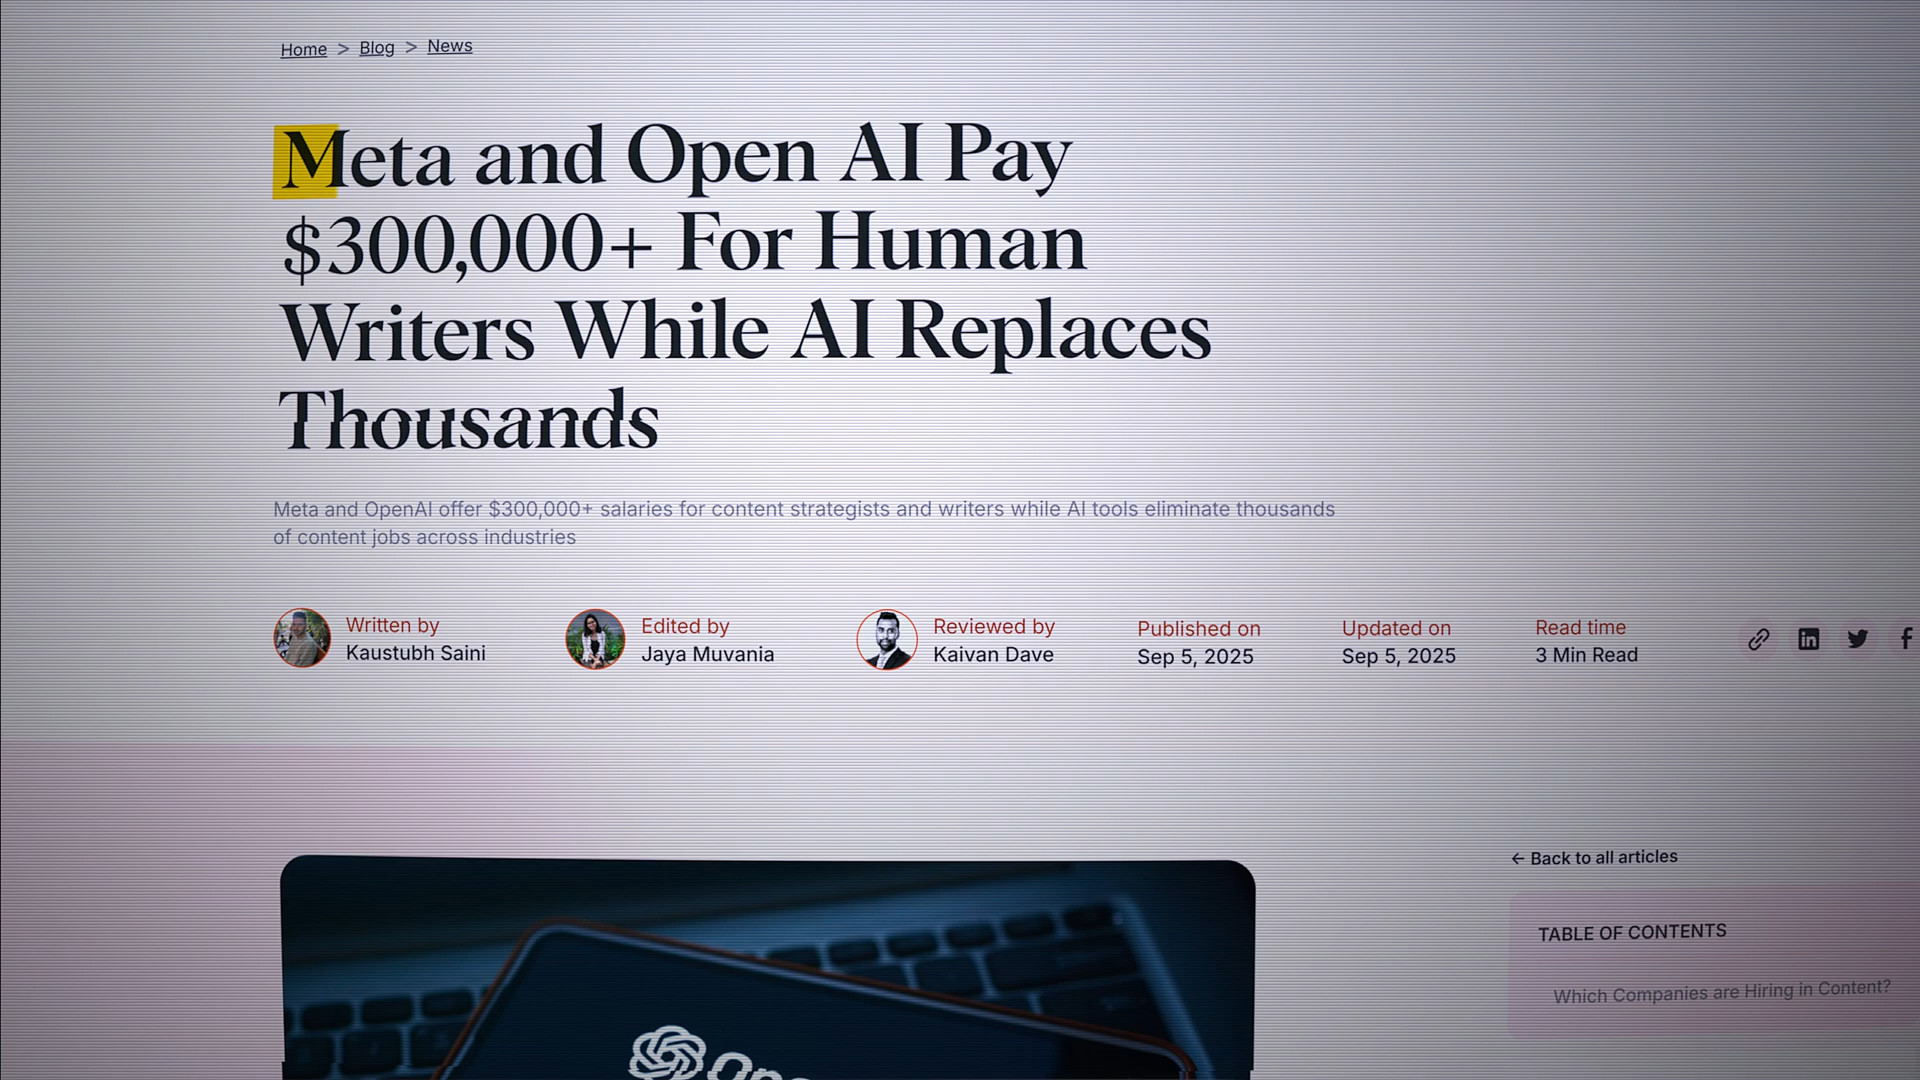 Home > Blog > News
Meta and Open AI Pay
$300,000+ For Human
Writers While AI Replaces
Thousands
Meta and OpenAI offer $300,000+ salaries for content strategists and writers while AI tools eliminate thousands
of content jobs across industries
Written by
Kaustubh Saini
Edited by
Jaya Muvania
Reviewed by
Kaivan Dave
Published on
Sep 5, 2025
Updated on
Sep 5, 2025
Read time
3 Min Read
← Back to all articles
TABLE OF CONTENTS
Which Companies are Hiring in Content?